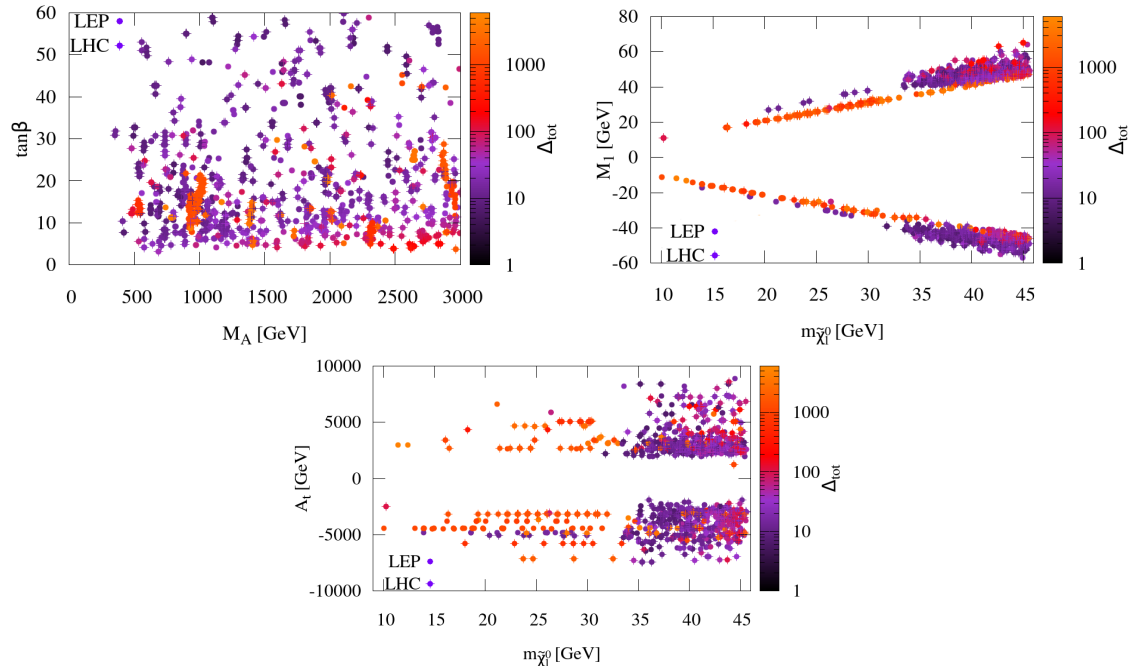 60
50
40
30
20
10
0
tanβ
LEP
LHC
0 500 1000 1500 2000 2500 3000
M_A [GeV]
1000
100
10
1
Δ_tot
80
60
40
20
0
-20
-40
-60
M_1 [GeV]
LEP
LHC
10 15 20 25 30 35 40 45
m_χ̃⁰₁ [GeV]
1000
100
10
1
Δ_tot
10000
5000
0
-5000
-10000
A_t [GeV]
LEP
LHC
10 15 20 25 30 35 40 45
m_χ̃⁰₁ [GeV]
1000
100
10
1
Δ_tot